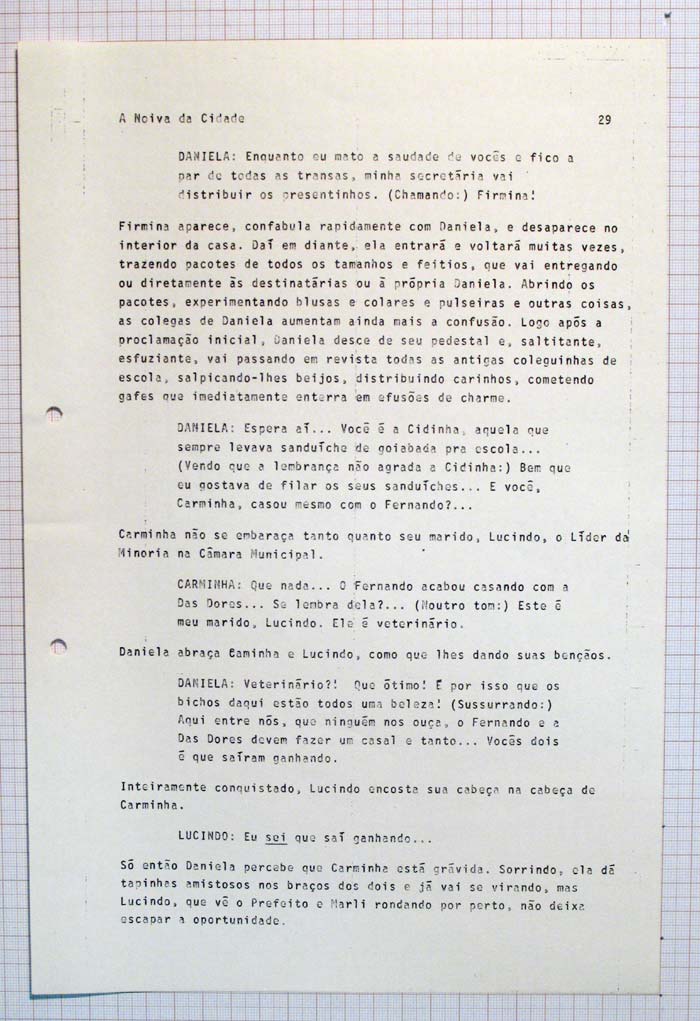 A Noiva da Cidade 29
DANIELA: Enquanto eu mato a saudade de vocês e fico a
par de todas as transas, minha secretária vai
distribuir os presentinhos. (Chamando:) Firmina!
Firmina aparece, confabula rapidamente com Daniela, e desaparece no
interior da casa. Daí em diante, ela entrará e voltará muitas vezes,
trazendo pacotes de todos os tamanhos e feitios, que vai entregando
ou diretamente às destinatárias ou à própria Daniela. Abrindo os
pacotes, experimentando blusas e colares e pulseiras e outras coisas,
as colegas de Daniela aumentam ainda mais a confusão. Logo após a
proclamação inicial, Daniela desce de seu pedestal e, saltitante,
esfuziante, vai passando em revista todas as antigas coleguinhas de
escola, salpicando-lhes beijos, distribuindo carinhos, cometendo
gafes que imediatamente enterra em efusões de charme.
DANIELA: Espera aí... Você é a Cidinha, aquela que
sempre levava sanduíche de goiabada pra escola...
(Vendo que a lembrança não agrada a Cidinha:) Bem que
eu gostava de filar os seus sanduíches... E você,
Carminha, casou mesmo com o Fernando?...
Carminha não se embaraça tanto quanto seu marido, Lucindo, o Líder da
Minoria na Câmara Municipal.
CARMINHA: Que nada... O Fernando acabou casando com a
Das Dores... Se lembra dela?... (Noutro tom:) Este é
meu marido, Lucindo. Ele é veterinário.
Daniela abraça Caminha e Lucindo, como que lhes dando suas bençãos.
DANIELA: Veterinário?! Que ótimo! É por isso que os
bichos daqui estão todos uma beleza! (Sussurrando:)
Aqui entre nós, que ninguém nos ouça, o Fernando e a
Das Dores devem fazer um casal e tanto... Vocês dois
é que saíram ganhando.
Inteiramente conquistado, Lucindo encosta sua cabeça na cabeça de
Carminha.
LUCINDO: Eu sei que saí ganhando...
Só então Daniela percebe que Carminha está grávida. Sorrindo, ela dá
tapinhas amistosos nos braços dos dois e já vai se virando, mas
Lucindo, que vê o Prefeito e Marli rondando por perto, não deixa
escapar a oportunidade.